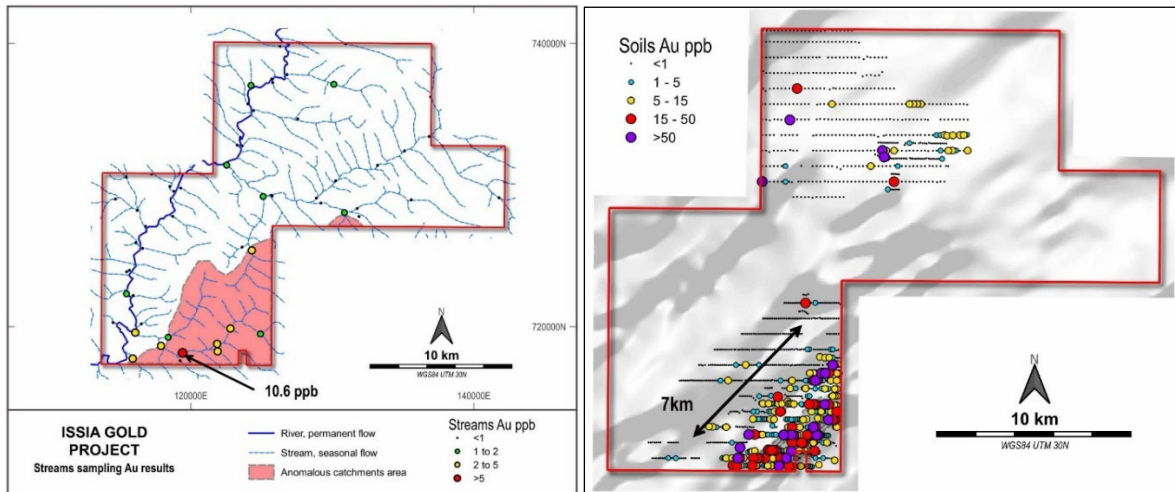 740000N
720000N
N
10 km
WGS84 UTM 30N
10.6 ppb
120000E
140000E
ISSIA GOLD
PROJECT
Streams sampling Au results
River, permanent flow
Stream, seasonal flow
Anomalous catchments area
Streams Au ppb
<1
1 to 2
2 to 5
>5
Soils Au ppb
<1
1 - 5
5 - 15
15 - 50
>50
7km
N
10 km
WGS84 UTM 30N